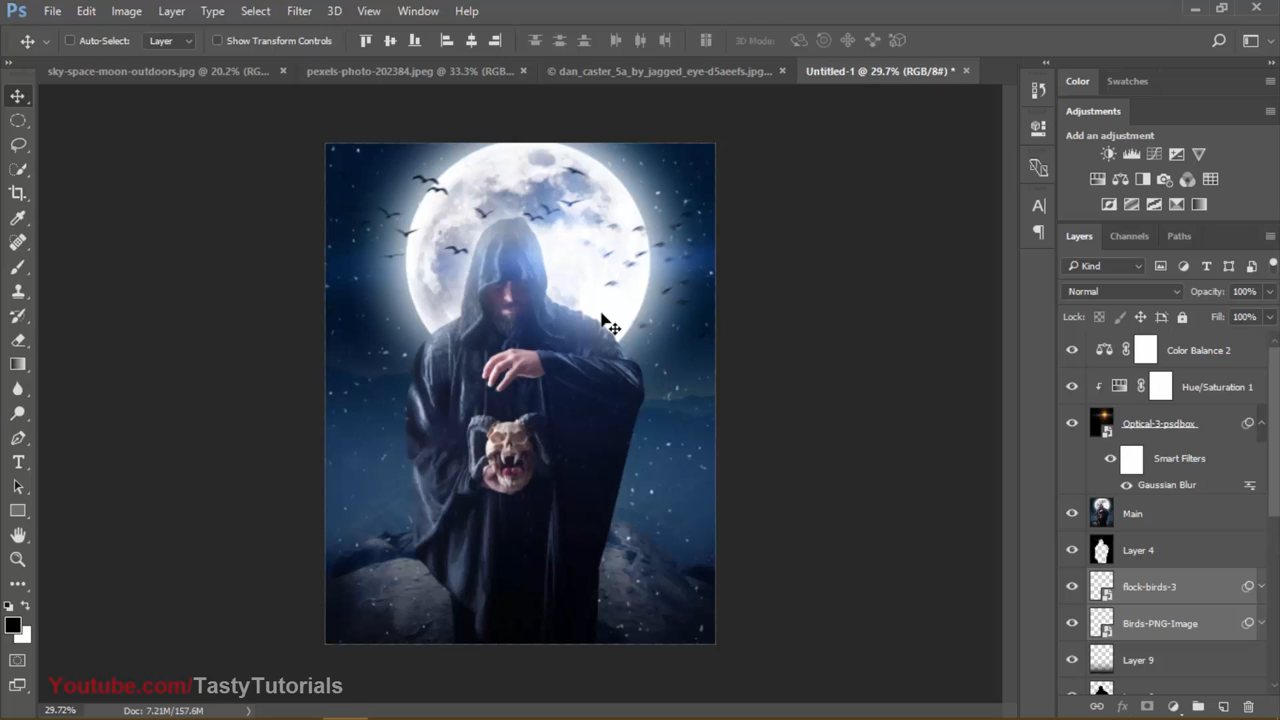 Ps File Edit Image Layer Type Select Filter 3D View Window Help
Auto-Select: Layer Show Transform Controls 3D Mode:
sky-space-moon-outdoors.jpg @ 20.2% (RG... × pexels-photo-202384.jpeg @ 33.3% (RGB... × © dan_caster_5a_by_jagged_eye-d5aeefs.jpg... × Untitled-1 @ 29.7% (RGB/8#) * ×
Color Swatches
Adjustments
Add an adjustment
Layers Channels Paths
Kind
Normal Opacity: 100%
Lock: Fill: 100%
Color Balance 2
Hue/Saturation 1
Optical-3-psdbox
Smart Filters
Gaussian Blur
Main
Layer 4
flock-birds-3
Birds-PNG-Image
Layer 9
Youtube.com/TastyTutorials
29.72% Doc: 7.21M/157.6M